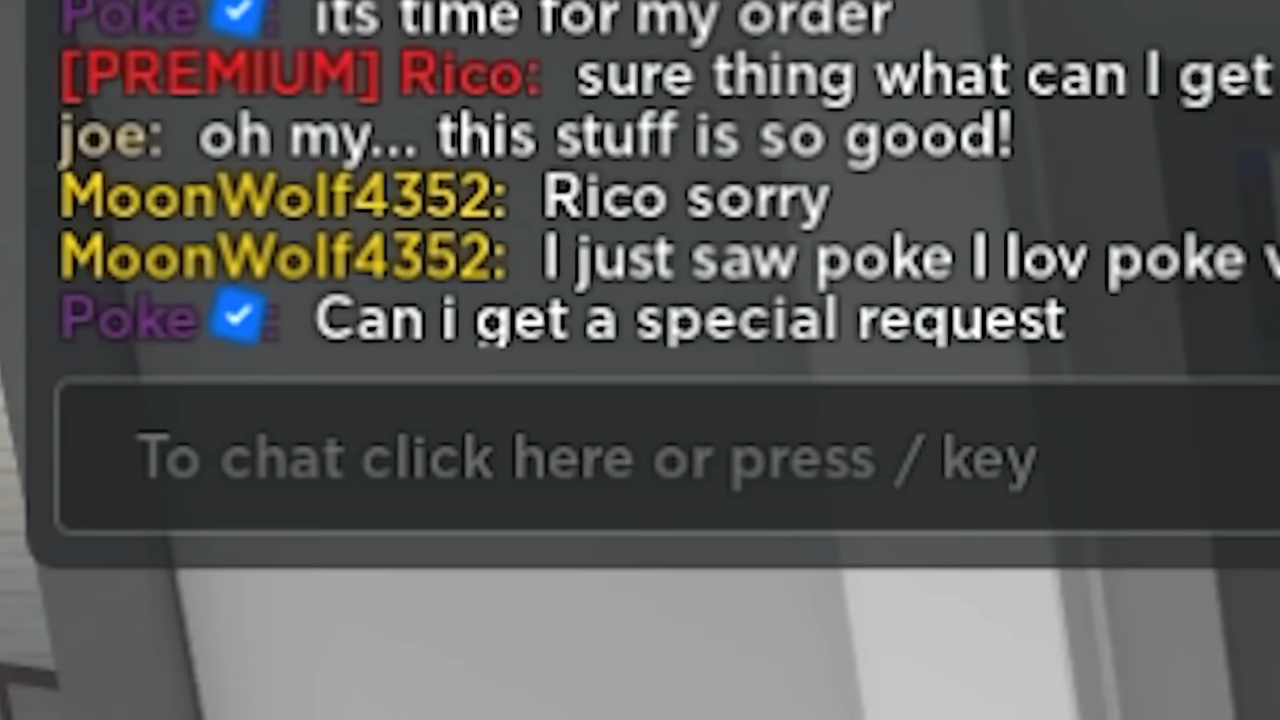 Poke: its time for my order
[PREMIUM] Rico: sure thing what can I get
joe: oh my... this stuff is so good!
MoonWolf4352: Rico sorry
MoonWolf4352: I just saw poke I lov poke
Poke: Can i get a special request
To chat click here or press / key